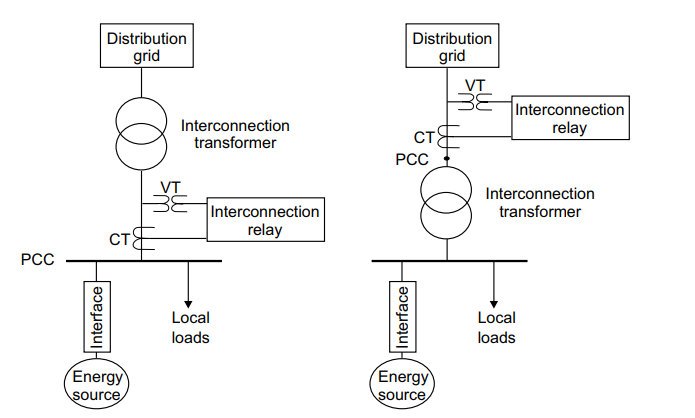 Distribution
grid
Interconnection
transformer
VT
Interconnection
relay
CT
PCC
Interface
Local
loads
Energy
source
Distribution
grid
VT
Interconnection
relay
CT
PCC
Interconnection
transformer
Interface
Local
loads
Energy
source